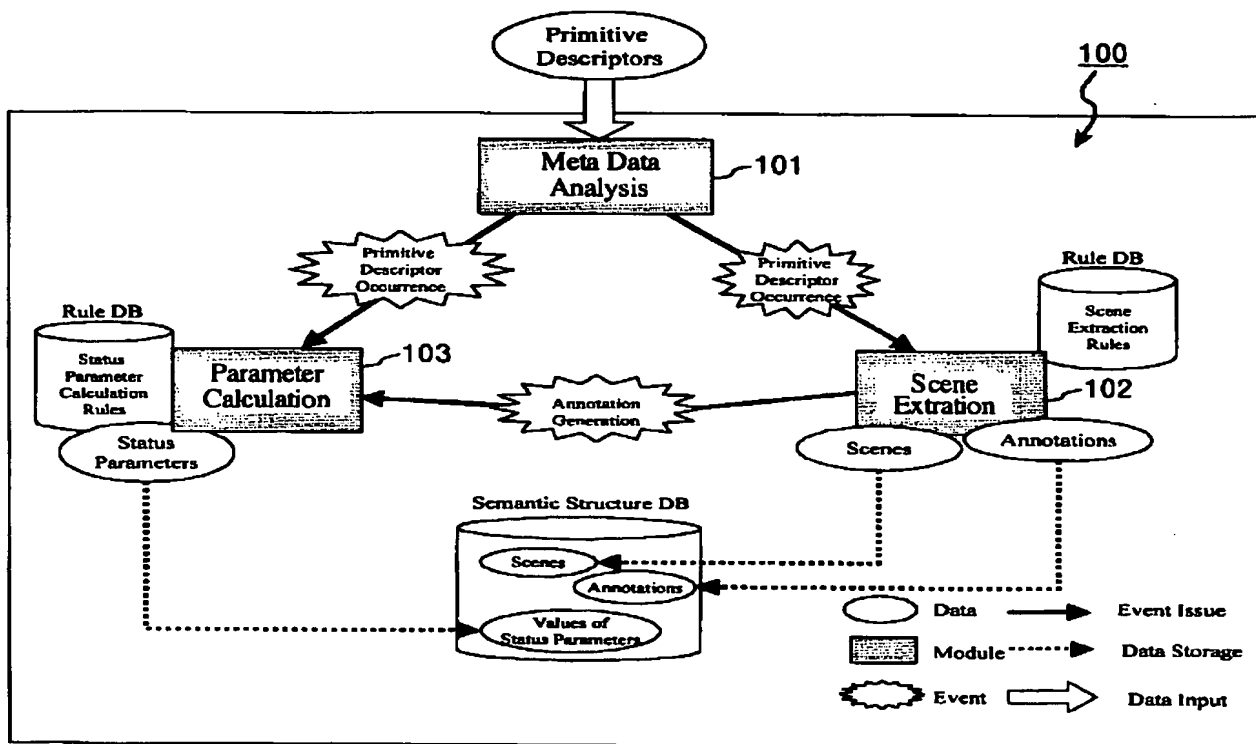 Primitive
Descriptors
100
Meta Data
Analysis
101
Primitive
Descriptor
Occurrence
Primitive
Descriptor
Occurrence
Rule DB
Scene
Extraction
Rules
Rule DB
Status
Parameter
Calculation
Rules
103
Parameter
Calculation
Annotation
Generation
Scene
Extration
102
Status
Parameters
Scenes
Annotations
Semantic Structure DB
Scenes
Annotations
Values of
Status Parameters
Data
Event Issue
Module
Data Storage
Event
Data Input